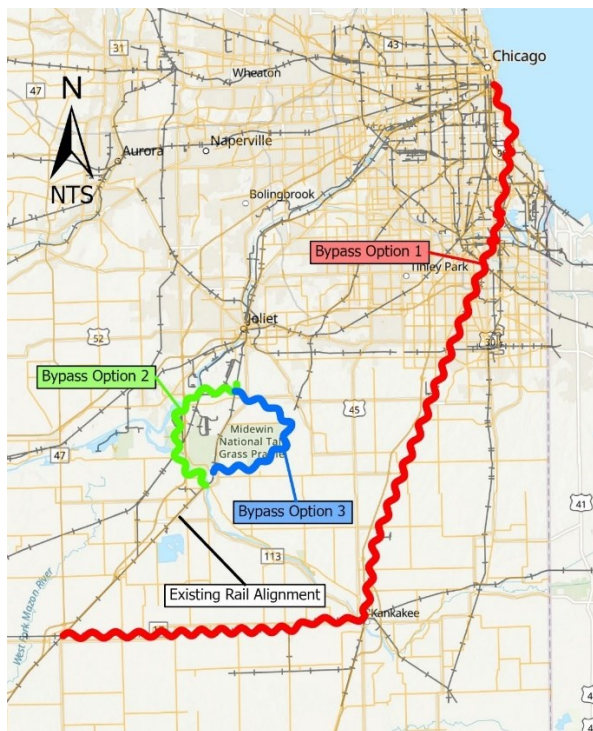 31
43
Chicago
47
Wheaton
N
Naperville
Aurora
NTS
Bolingbrook
Bypass Option 1
Tinley Park
Joliet
52
30
Bypass Option 2
45
Midewin
National Tal
Grass Prairie
47
Bypass Option 3
41
113
Existing Rail Alignment
West Fork Mazon River
Kankakee